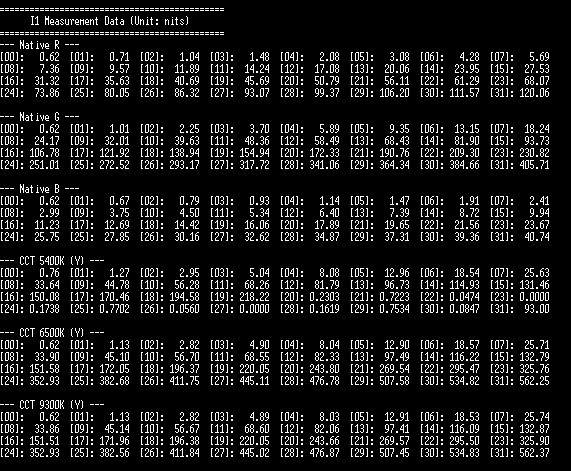 ==========================================
I1 Measurement Data (Unit: nits)
==========================================
--- Native R ---
[00]: 0.62 [01]: 0.71 [02]: 1.04 [03]: 1.48 [04]: 2.08 [05]: 3.08 [06]: 4.28 [07]: 5.69
[08]: 7.36 [09]: 9.57 [10]: 11.89 [11]: 14.24 [12]: 17.08 [13]: 20.06 [14]: 23.95 [15]: 27.53
[16]: 31.32 [17]: 35.63 [18]: 40.69 [19]: 45.69 [20]: 50.79 [21]: 56.11 [22]: 61.29 [23]: 68.07
[24]: 73.86 [25]: 80.05 [26]: 86.32 [27]: 93.07 [28]: 99.37 [29]: 106.20 [30]: 111.57 [31]: 120.06
--- Native G ---
[00]: 0.62 [01]: 1.01 [02]: 2.25 [03]: 3.70 [04]: 5.89 [05]: 9.35 [06]: 13.15 [07]: 18.24
[08]: 24.17 [09]: 32.01 [10]: 39.63 [11]: 48.36 [12]: 58.49 [13]: 68.43 [14]: 81.90 [15]: 93.73
[16]: 106.78 [17]: 121.92 [18]: 138.94 [19]: 154.94 [20]: 172.33 [21]: 190.76 [22]: 209.30 [23]: 230.82
[24]: 251.01 [25]: 272.52 [26]: 293.17 [27]: 317.72 [28]: 341.06 [29]: 364.34 [30]: 384.66 [31]: 405.71
--- Native B ---
[00]: 0.62 [01]: 0.67 [02]: 0.79 [03]: 0.93 [04]: 1.14 [05]: 1.47 [06]: 1.91 [07]: 2.41
[08]: 2.99 [09]: 3.75 [10]: 4.50 [11]: 5.34 [12]: 6.40 [13]: 7.39 [14]: 8.72 [15]: 9.94
[16]: 11.23 [17]: 12.69 [18]: 14.42 [19]: 16.06 [20]: 17.89 [21]: 19.65 [22]: 21.56 [23]: 23.67
[24]: 25.75 [25]: 27.85 [26]: 30.16 [27]: 32.62 [28]: 34.87 [29]: 37.31 [30]: 39.36 [31]: 40.74
--- CCT 5400K (Y) ---
[00]: 0.76 [01]: 1.27 [02]: 2.95 [03]: 5.04 [04]: 8.08 [05]: 12.96 [06]: 18.54 [07]: 25.63
[08]: 33.64 [09]: 44.78 [10]: 56.28 [11]: 68.26 [12]: 81.79 [13]: 96.73 [14]: 114.93 [15]: 131.46
[16]: 150.08 [17]: 170.46 [18]: 194.58 [19]: 218.22 [20]: 0.2303 [21]: 0.7223 [22]: 0.0474 [23]: 0.0000
[24]: 0.1738 [25]: 0.7702 [26]: 0.0560 [27]: 0.0000 [28]: 0.1619 [29]: 0.7534 [30]: 0.0847 [31]: 93.00
--- CCT 6500K (Y) ---
[00]: 0.62 [01]: 1.13 [02]: 2.82 [03]: 4.90 [04]: 8.04 [05]: 12.90 [06]: 18.57 [07]: 25.71
[08]: 33.90 [09]: 45.10 [10]: 56.70 [11]: 68.55 [12]: 82.33 [13]: 97.49 [14]: 116.22 [15]: 132.79
[16]: 151.58 [17]: 172.05 [18]: 196.37 [19]: 220.05 [20]: 243.80 [21]: 269.54 [22]: 295.47 [23]: 325.76
[24]: 352.93 [25]: 382.68 [26]: 411.75 [27]: 445.11 [28]: 476.78 [29]: 507.58 [30]: 534.82 [31]: 562.25
--- CCT 9300K (Y) ---
[00]: 0.62 [01]: 1.13 [02]: 2.82 [03]: 4.89 [04]: 8.03 [05]: 12.91 [06]: 18.53 [07]: 25.74
[08]: 33.86 [09]: 45.14 [10]: 56.71 [11]: 68.60 [12]: 82.06 [13]: 97.41 [14]: 116.09 [15]: 132.87
[16]: 151.51 [17]: 171.96 [18]: 196.38 [19]: 220.05 [20]: 243.66 [21]: 269.57 [22]: 295.50 [23]: 325.90
[24]: 352.93 [25]: 382.56 [26]: 411.84 [27]: 445.02 [28]: 476.87 [29]: 507.45 [30]: 534.83 [31]: 562.37